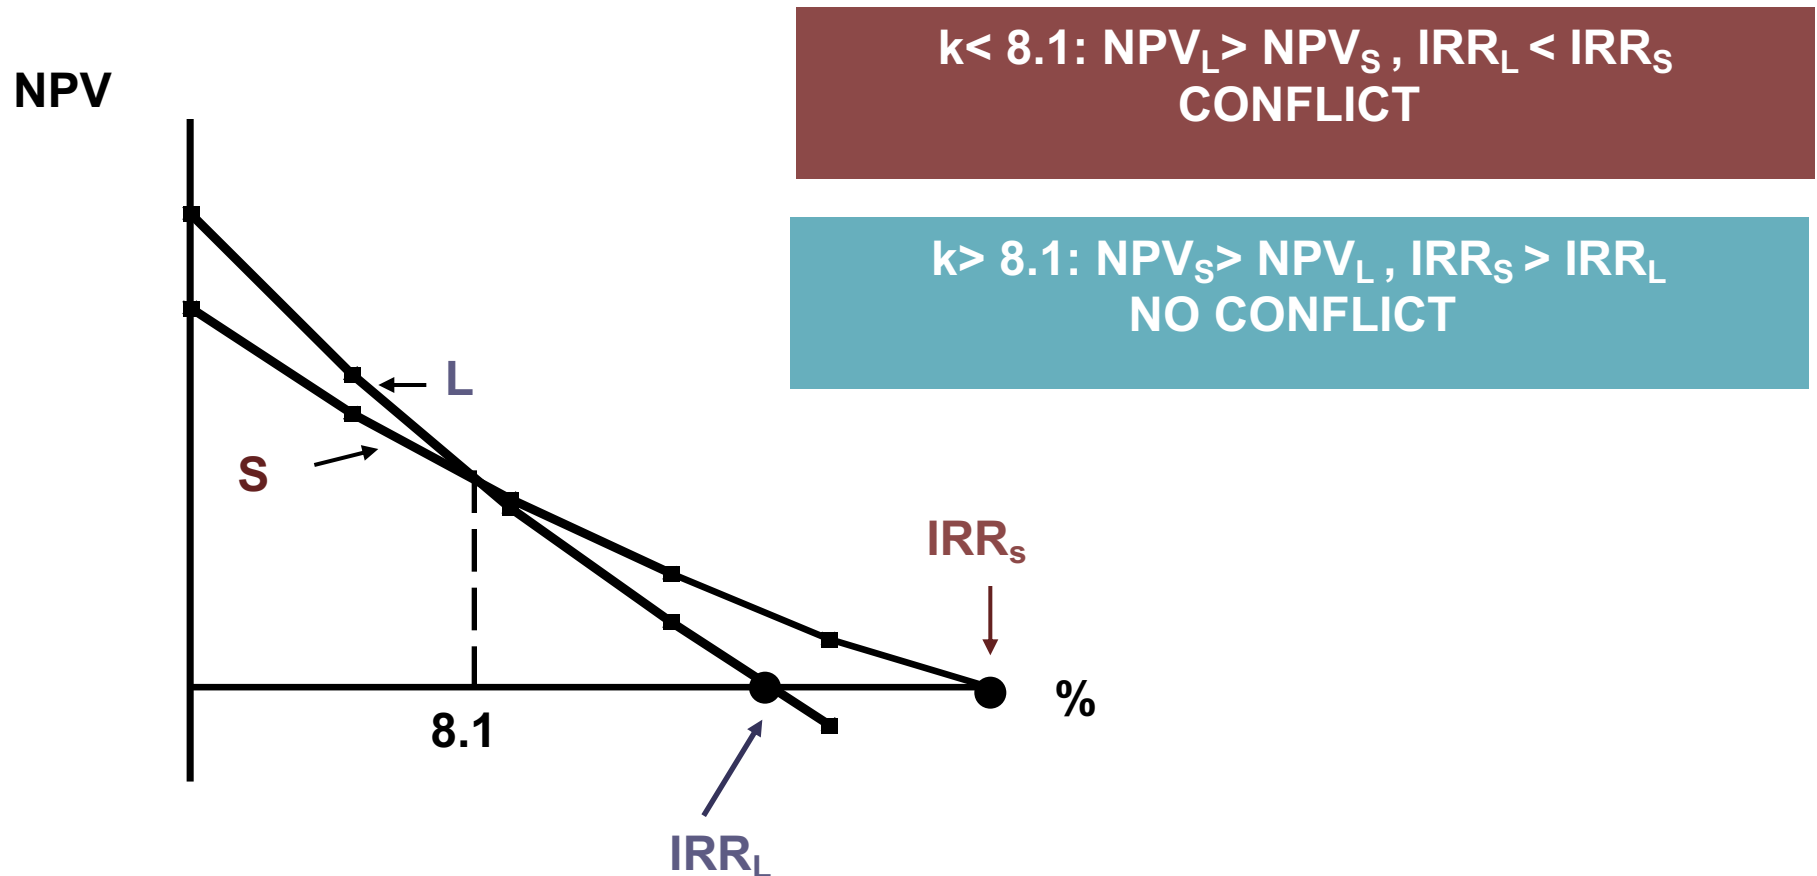 k< 8.1: NPVL> NPVS , IRRL < IRRS
CONFLICT
NPV
k> 8.1: NPVS> NPVL , IRRS > IRRL
NO CONFLICT
L
S
IRRs
%
8.1
IRRL